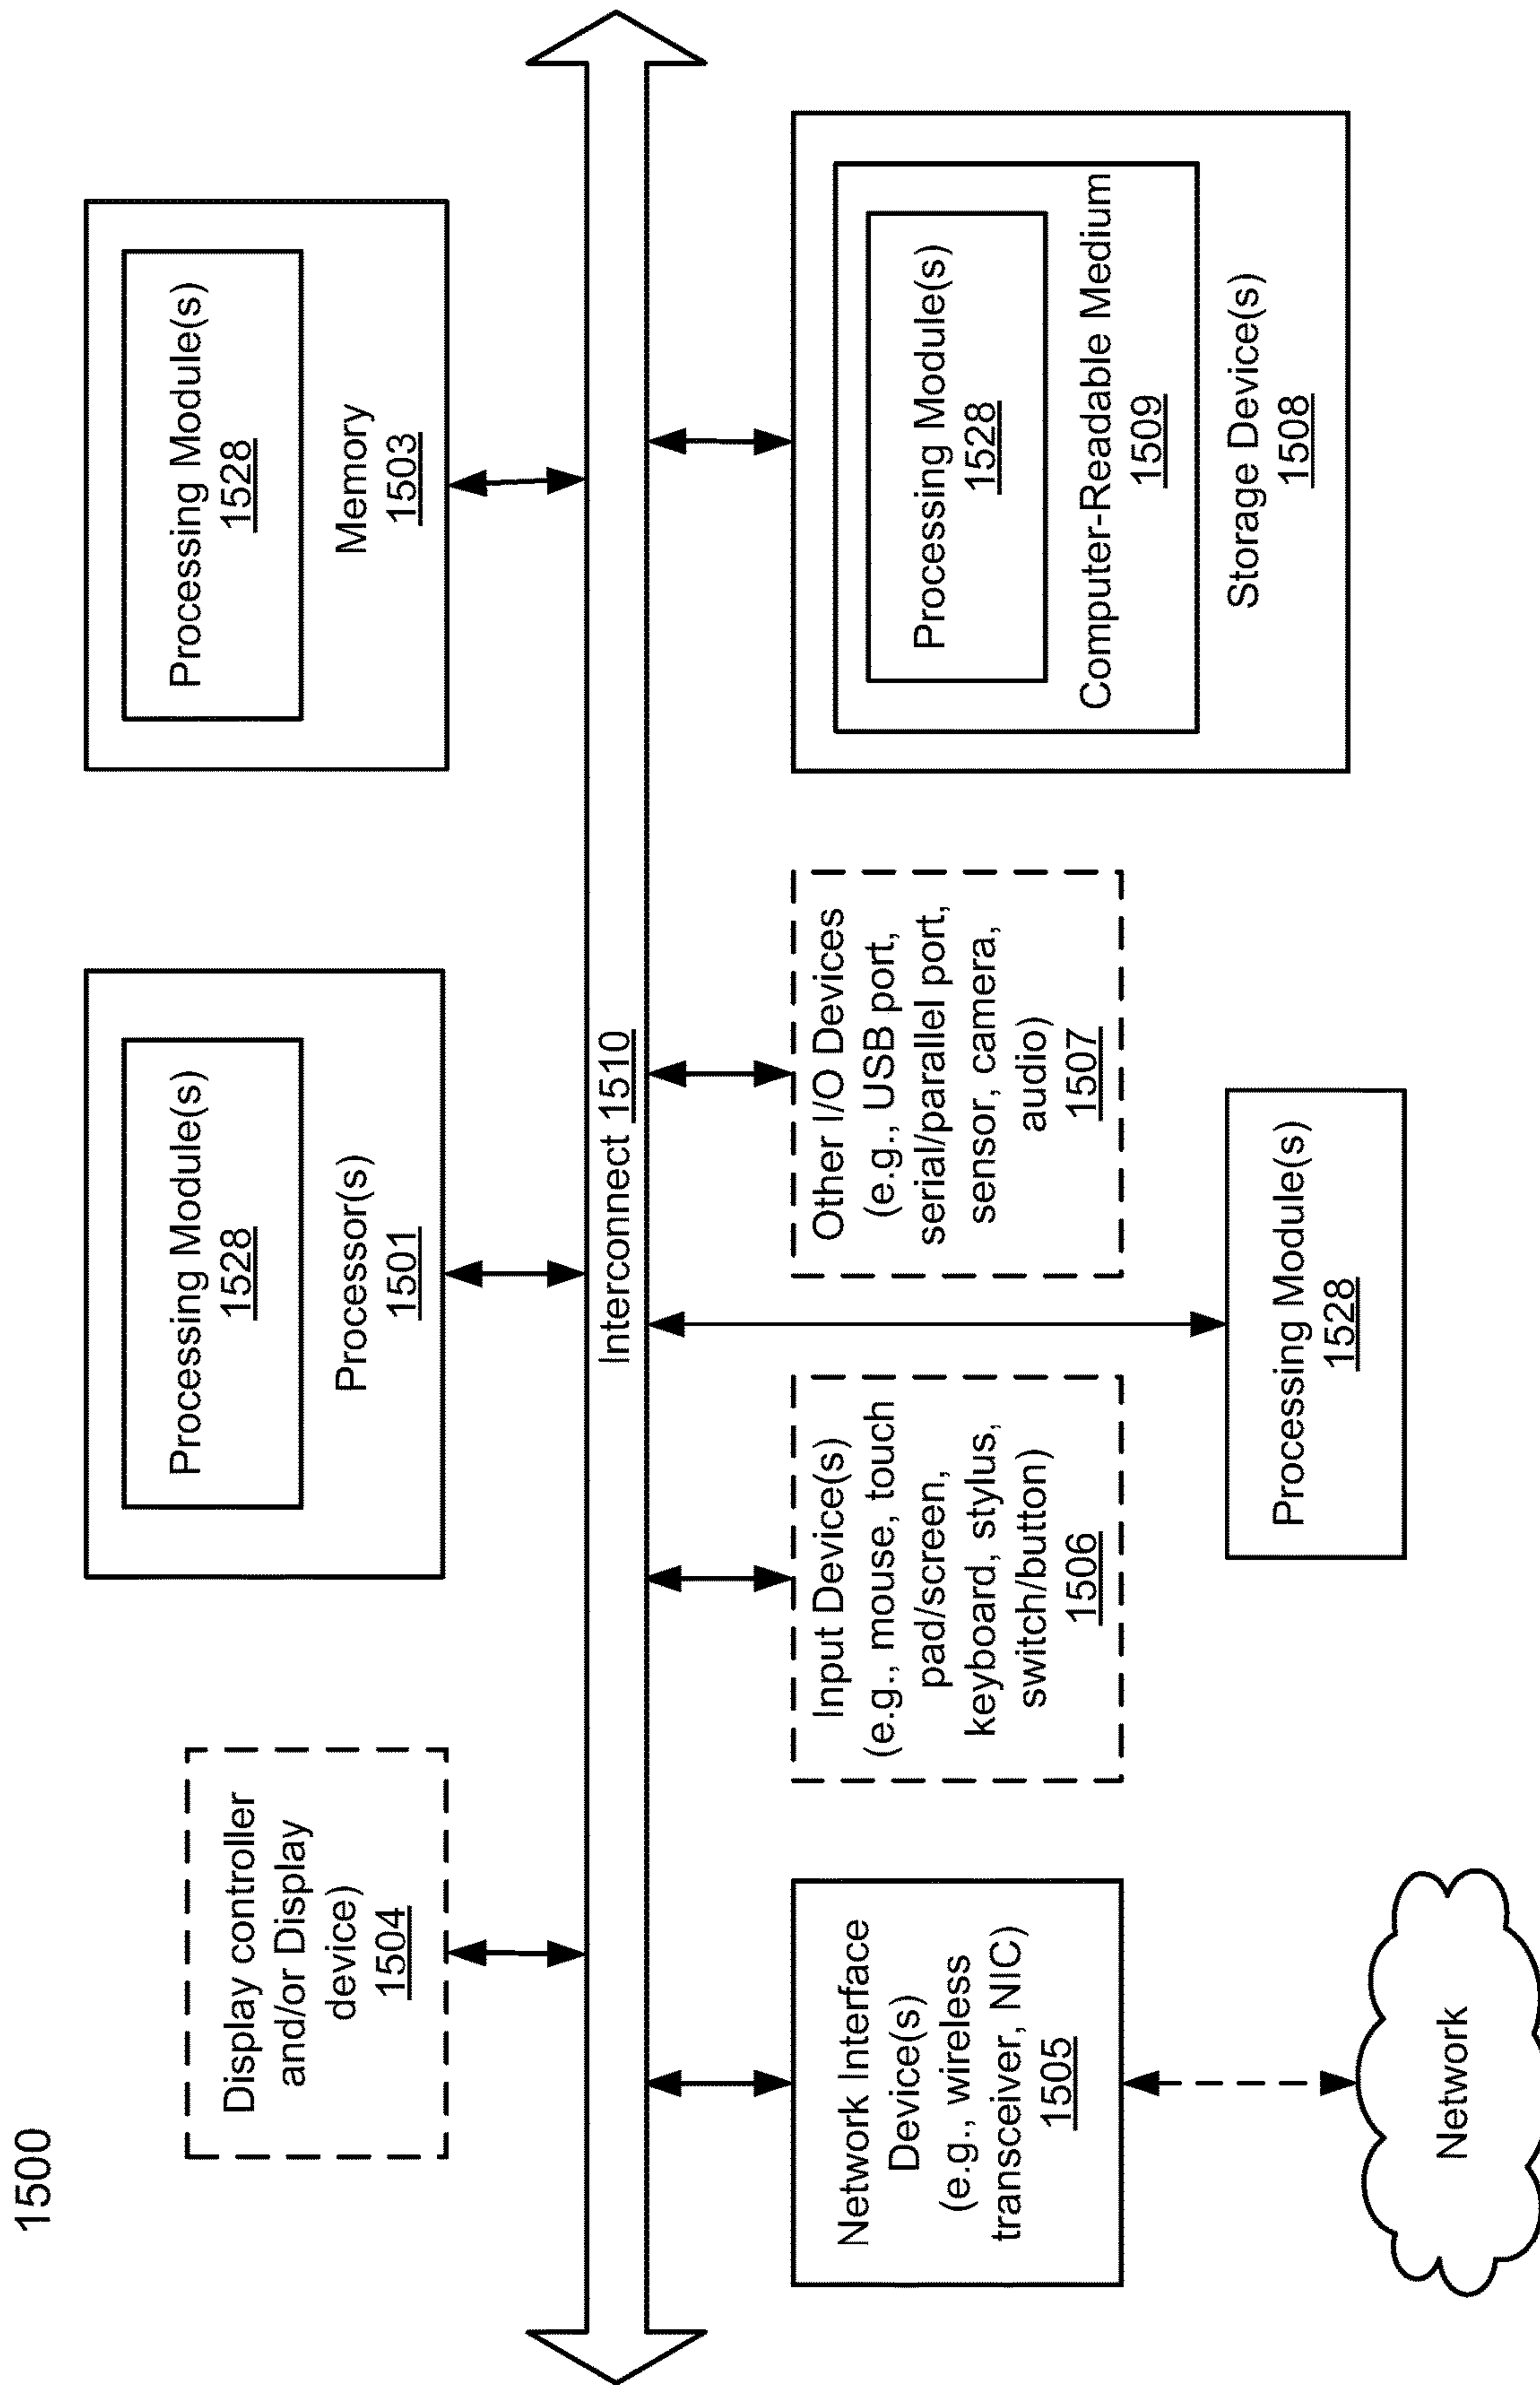 1500
Display controller
and/or Display
device)
1504
Processing Module(s)
1528
Processor(s)
1501
Processing Module(s)
1528
Memory
1503
Interconnect 1510
Network Interface
Device(s)
(e.g., wireless
transceiver, NIC)
1505
Input Device(s)
(e.g., mouse, touch
pad/screen,
keyboard, stylus,
switch/button)
1506
Other I/O Devices
(e.g., USB port,
serial/parallel port,
sensor, camera,
audio)
1507
Processing Module(s)
1528
Computer-Readable Medium
1509
Storage Device(s)
1508
Processing Module(s)
1528
Network